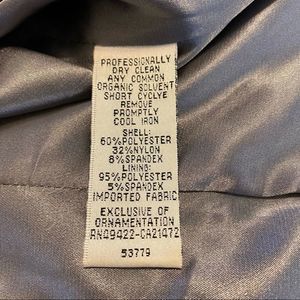 PROFESSIONALLY
DRY CLEAN
ANY COMMON
ORGANIC SOLVENT
SHORT CYCLYE
REMOVE
PROMPTLY
COOL IRON
SHELL:
60%POLYESTER
32%NYLON
8%SPANDEX
LINING:
95%POLYESTER
5%SPANDEX
IMPORTED FABRIC
EXCLUSIVE OF
ORNAMENTATION
RN49422-CA21472
53779